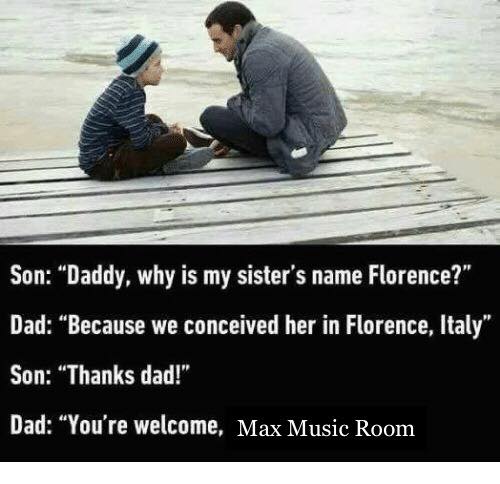 Son: "Daddy, why is my sister's name Florence?"
Dad: "Because we conceived her in Florence, Italy"
Son: "Thanks dad!"
Dad: "You're welcome, Max Music Room